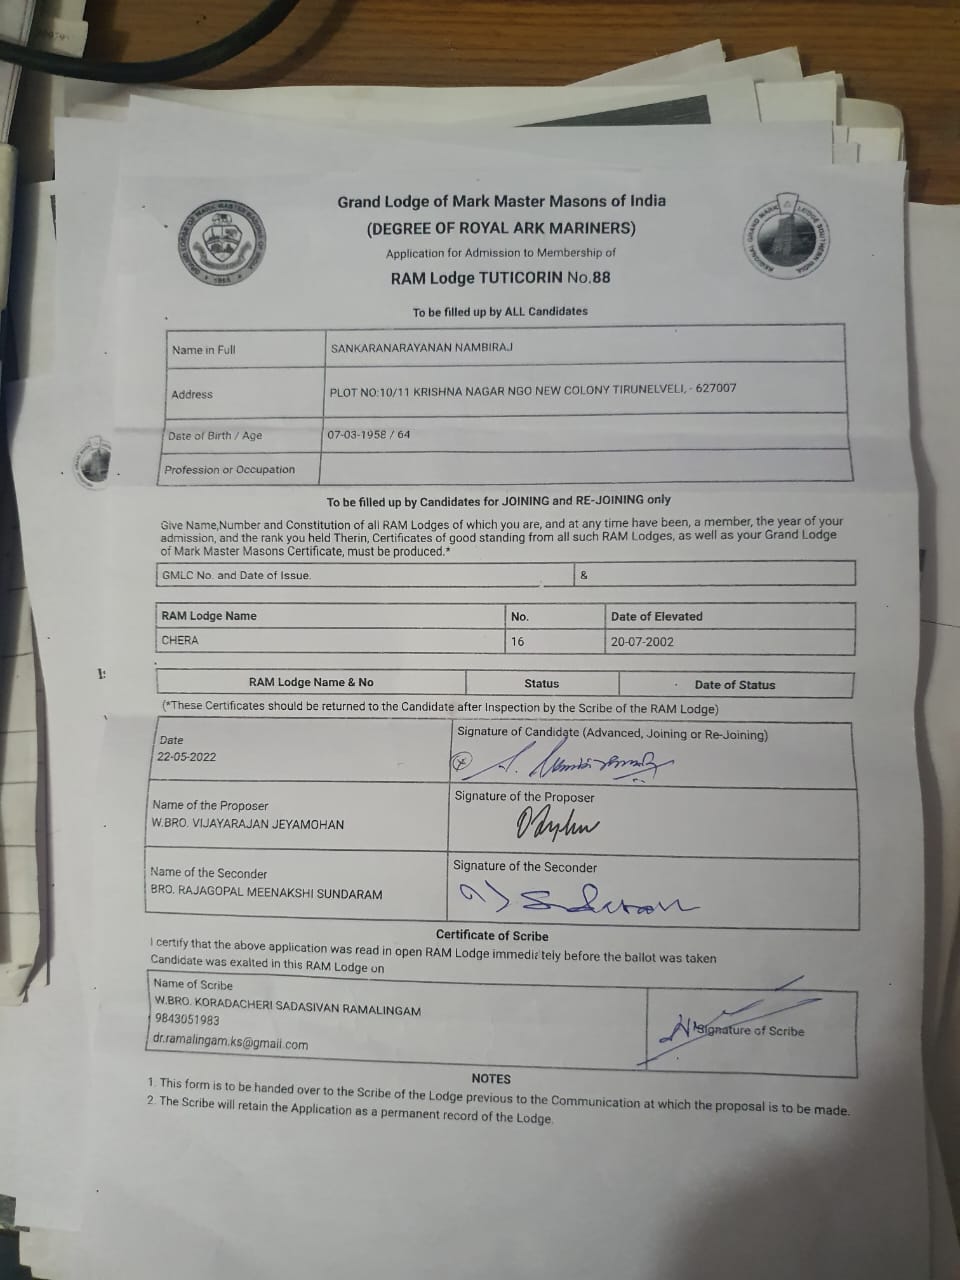 Grand Lodge of Mark Master Masons of India
(DEGREE OF ROYAL ARK MARINERS)
Application for Admission to Membership of
RAM Lodge TUTICORIN No.88
To be filled up by ALL Candidates
Name in Full SANKARANARAYANAN NAMBIRAJ
Address PLOT NO:10/11 KRISHNA NAGAR NGO NEW COLONY TIRUNELVELI, - 627007
Date of Birth / Age 07-03-1958 / 64
Profession or Occupation
To be filled up by Candidates for JOINING and RE-JOINING only
Give Name,Number and Constitution of all RAM Lodges of which you are, and at any time have been, a member, the year of your
admission, and the rank you held Therin, Certificates of good standing from all such RAM Lodges, as well as your Grand Lodge
of Mark Master Masons Certificate, must be produced.*
GMLC No. and Date of Issue. &
RAM Lodge Name No. Date of Elevated
CHERA 16 20-07-2002
RAM Lodge Name & No Status Date of Status
(*These Certificates should be returned to the Candidate after Inspection by the Scribe of the RAM Lodge)
Date Signature of Candidate (Advanced, Joining or Re-Joining)
22-05-2022
Name of the Proposer Signature of the Proposer
W.BRO. VIJAYARAJAN JEYAMOHAN
Name of the Seconder Signature of the Seconder
BRO. RAJAGOPAL MEENAKSHI SUNDARAM
Certificate of Scribe
I certify that the above application was read in open RAM Lodge immediately before the ballot was taken
Candidate was exalted in this RAM Lodge on
Name of Scribe
W.BRO. KORADACHERI SADASIVAN RAMALINGAM
9843051983 Signature of Scribe
dr.ramalingam.ks@gmail.com
NOTES
1. This form is to be handed over to the Scribe of the Lodge previous to the Communication at which the proposal is to be made.
2. The Scribe will retain the Application as a permanent record of the Lodge.